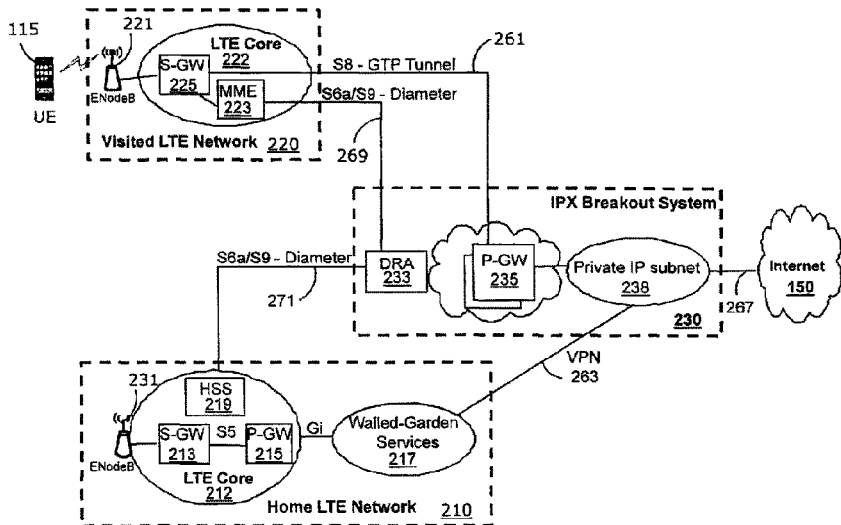 115
221
LTE Core
222
S-GW
225
MME
223
ENodeB
UE
Visited LTE Network 220
S8 - GTP Tunnel
261
S6a/S9 - Diameter
269
IPX Breakout System
S6a/S9 - Diameter
271
DRA
233
P-GW
235
Private IP subnet
238
230
Internet
150
267
VPN
263
231
HSS
219
S-GW
213
S5
P-GW
215
Gi
ENodeB
LTE Core
212
Walled-Garden
Services
217
Home LTE Network 210